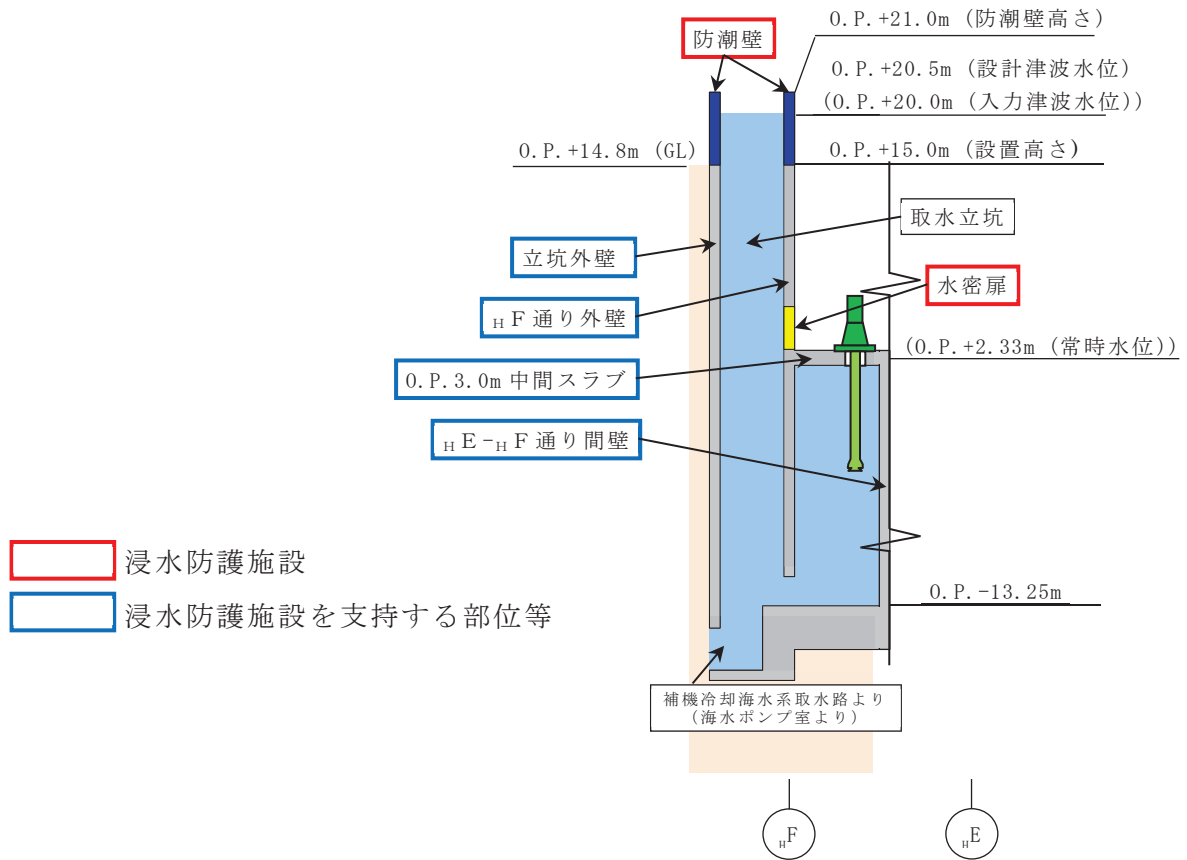 O.P.+21.0m (防潮壁高さ)
防潮壁
O.P.+20.5m (設計津波水位)
(O.P.+20.0m (入力津波水位))
O.P.+14.8m (GL)
O.P.+15.0m (設置高さ)
取水立坑
立坑外壁
水密扉
HF通り外壁
(O.P.+2.33m (常時水位))
O.P.3.0m中間スラブ
HE-HF通り間壁
浸水防護施設
O.P.-13.25m
浸水防護施設を支持する部位等
補機冷却海水系取水路より
(海水ポンプ室より)
HF
HE